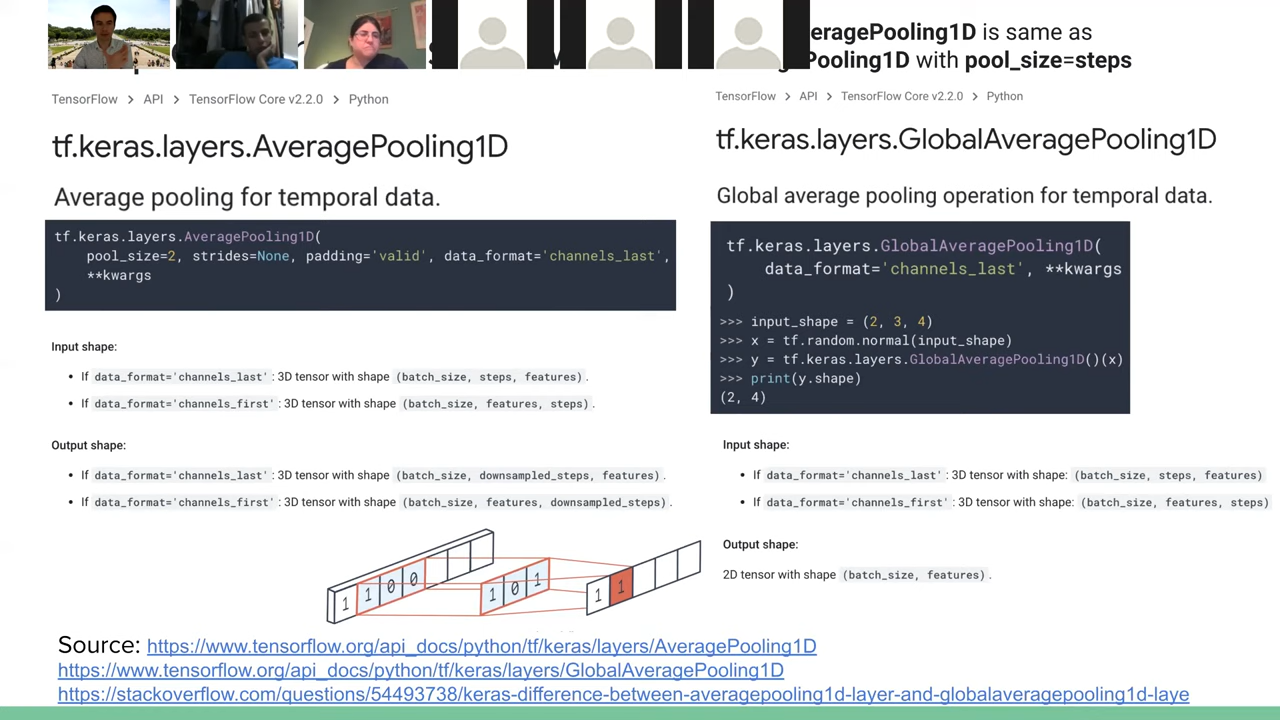 eragePooling1D is same as
Pooling1D with pool_size=steps
TensorFlow > API > TensorFlow Core v2.2.0 > Python
tf.keras.layers.AveragePooling1D
Average pooling for temporal data.
tf.keras.layers.AveragePooling1D(
pool_size=2, strides=None, padding='valid', data_format='channels_last',
**kwargs
)
Input shape:
• If data_format='channels_last' : 3D tensor with shape (batch_size, steps, features).
• If data_format='channels_first' : 3D tensor with shape (batch_size, features, steps).
Output shape:
• If data_format='channels_last' : 3D tensor with shape (batch_size, downsampled_steps, features).
• If data_format='channels_first' : 3D tensor with shape (batch_size, features, downsampled_steps).
TensorFlow > API > TensorFlow Core v2.2.0 > Python
tf.keras.layers.GlobalAveragePooling1D
Global average pooling operation for temporal data.
tf.keras.layers.GlobalAveragePooling1D(
data_format='channels_last', **kwargs
)
>>> input_shape = (2, 3, 4)
>>> x = tf.random.normal(input_shape)
>>> y = tf.keras.layers.GlobalAveragePooling1D()(x)
>>> print(y.shape)
(2, 4)
Input shape:
• If data_format='channels_last' : 3D tensor with shape: (batch_size, steps, features)
• If data_format='channels_first' : 3D tensor with shape: (batch_size, features, steps)
Output shape:
2D tensor with shape (batch_size, features).
1 1 0 0 1 0 1 1 1
Source: https://www.tensorflow.org/api_docs/python/tf/keras/layers/AveragePooling1D
https://www.tensorflow.org/api_docs/python/tf/keras/layers/GlobalAveragePooling1D
https://stackoverflow.com/questions/54493738/keras-difference-between-averagepooling1d-layer-and-globalaveragepooling1d-laye